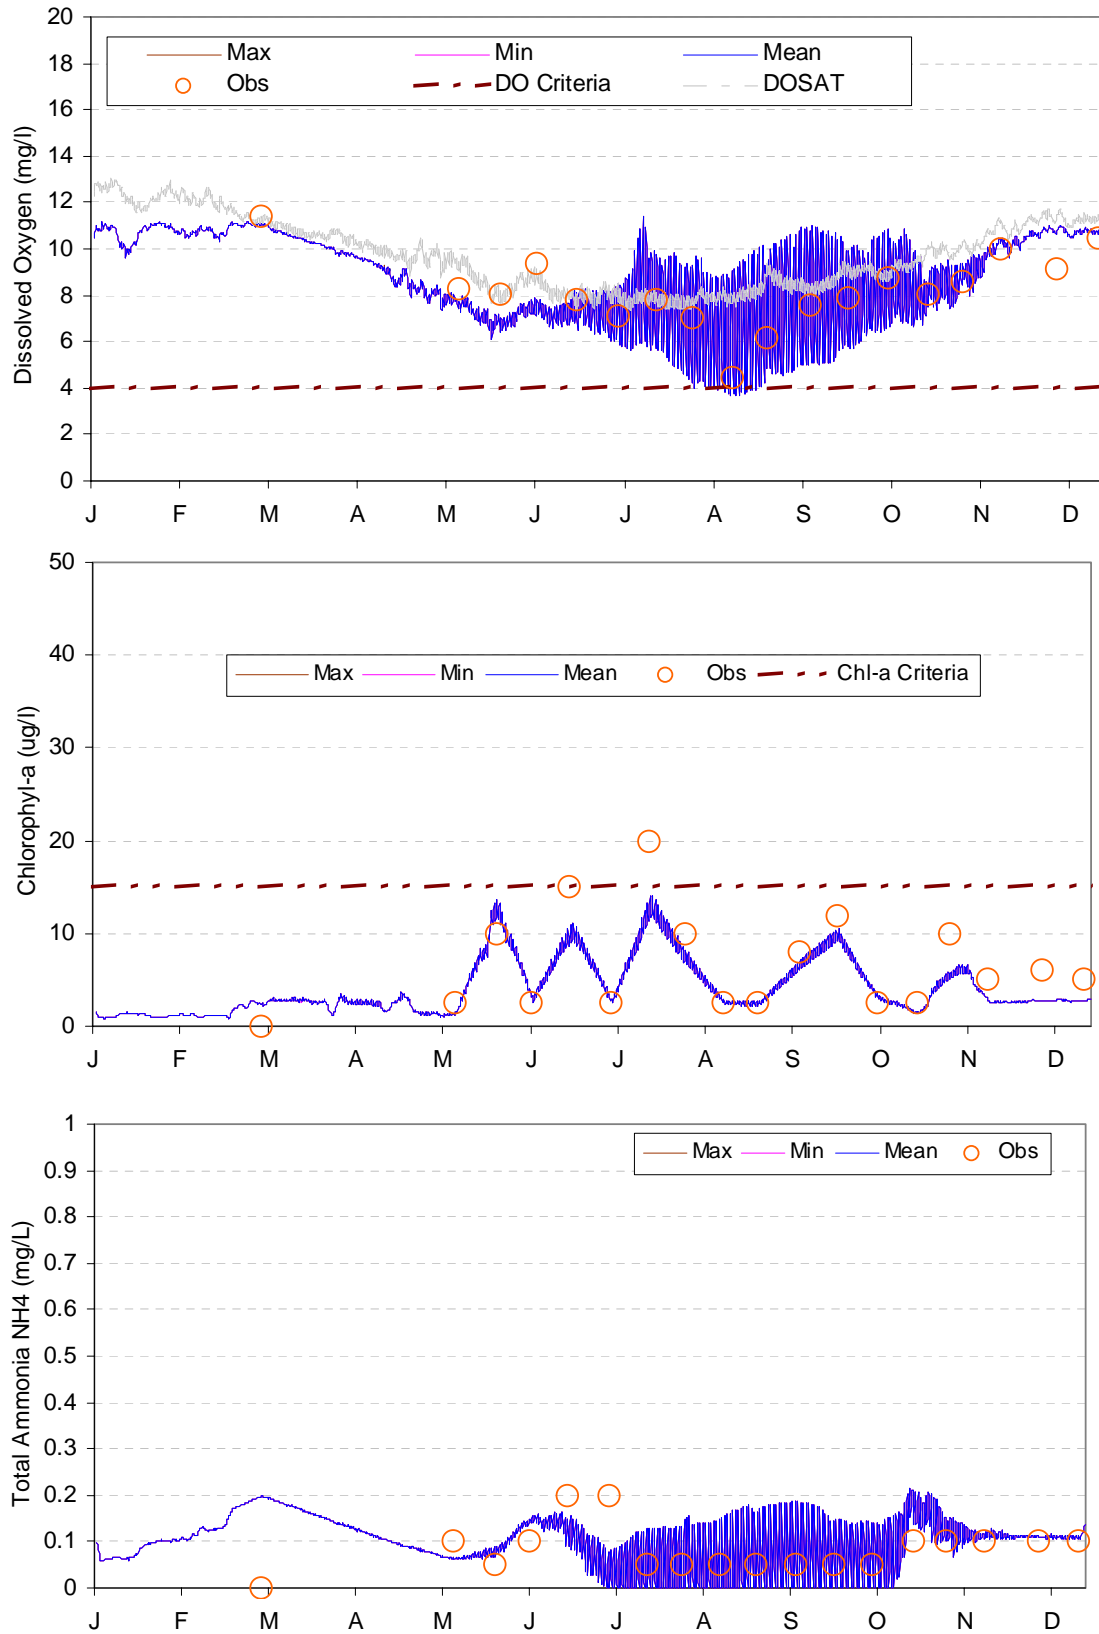 20
18
16
14
12
10
8
6
4
2
0
Dissolved Oxygen (mg/l)
Max Min Mean
Obs DO Criteria DOSAT
J F M A M J J A S O N D
50
40
30
20
10
0
Chlorophyl-a (ug/l)
Max Min Mean Obs Chl-a Criteria
J F M A M J J A S O N D
1
0.9
0.8
0.7
0.6
0.5
0.4
0.3
0.2
0.1
0
Total Ammonia NH4 (mg/L)
Max Min Mean Obs
J F M A M J J A S O N D